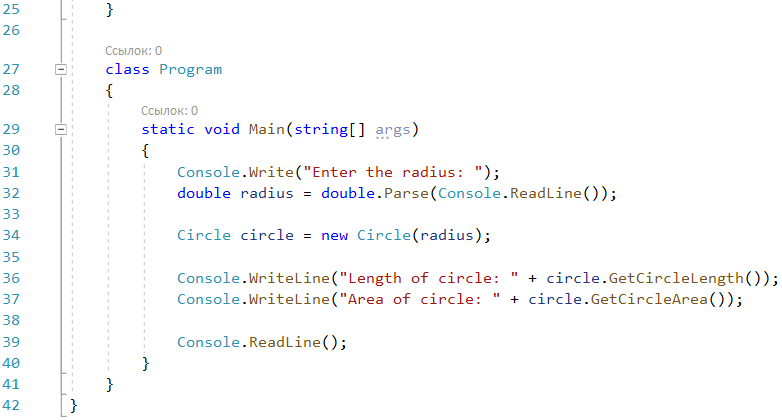 25 }
26
Ссылок: 0
27 class Program
28 {
Ссылок: 0
29 static void Main(string[] args)
30 {
31 Console.Write("Enter the radius: ");
32 double radius = double.Parse(Console.ReadLine());
33
34 Circle circle = new Circle(radius);
35
36 Console.WriteLine("Length of circle: " + circle.GetCircleLength());
37 Console.WriteLine("Area of circle: " + circle.GetCircleArea());
38
39 Console.ReadLine();
40 }
41 }
42 }